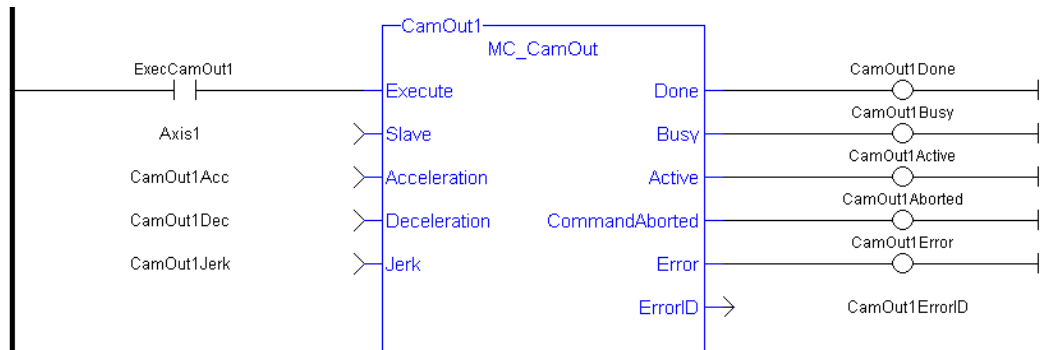 CamOut1
MC_CamOut
ExecCamOut1 Execute Done CamOut1Done
Axis1 Slave Busy CamOut1Busy
CamOut1Acc Acceleration Active CamOut1Active
CamOut1Dec Deceleration CommandAborted CamOut1Aborted
CamOut1Jerk Jerk Error CamOut1Error
ErrorID CamOut1ErrorID